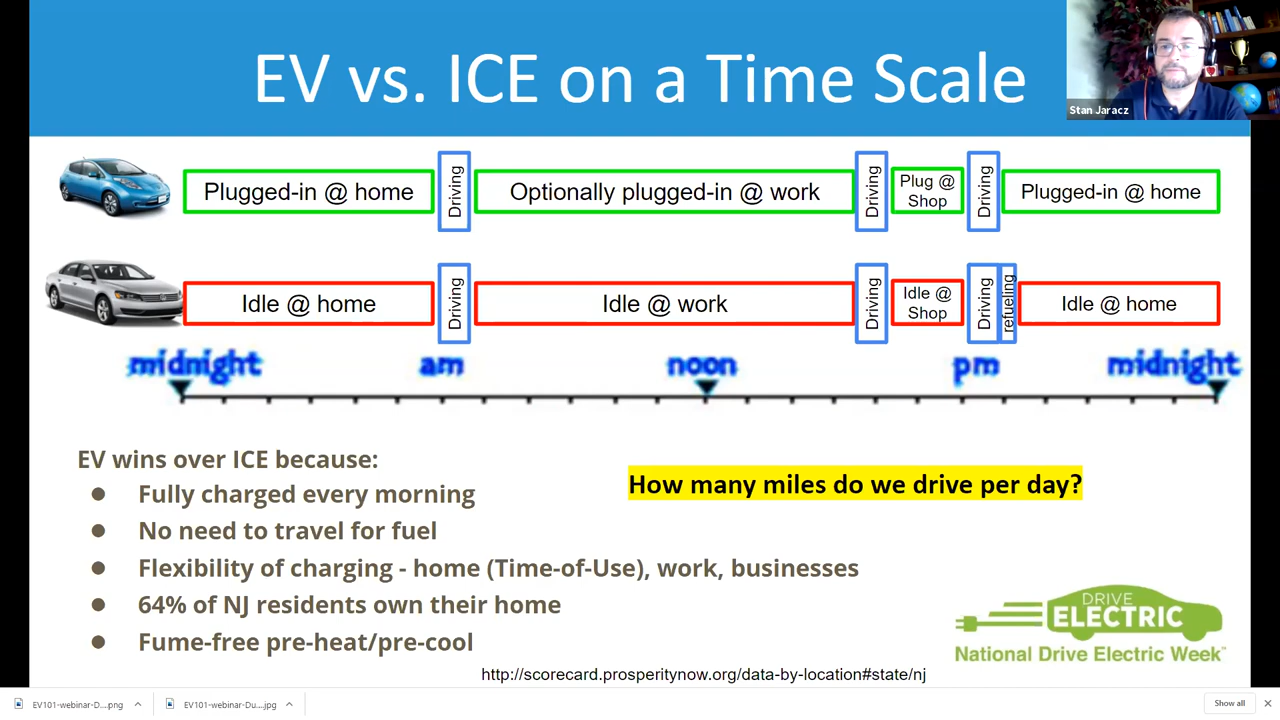 EV vs. ICE on a Time Scale
Stan Jaracz
Plugged-in @ home
Driving
Optionally plugged-in @ work
Driving
Plug @
Shop
Driving
Plugged-in @ home
Idle @ home
Driving
Idle @ work
Driving
Idle @
Shop
Driving
refueling
Idle @ home
midnight
am
noon
pm
midnight
EV wins over ICE because:
● Fully charged every morning
● No need to travel for fuel
● Flexibility of charging - home (Time-of-Use), work, businesses
● 64% of NJ residents own their home
● Fume-free pre-heat/pre-cool
How many miles do we drive per day?
DRIVE
ELECTRIC
National Drive Electric Week
http://scorecard.prosperitynow.org/data-by-location#state/nj
EV101-webinar-D....png
EV101-webinar-Du....jpg
Show all